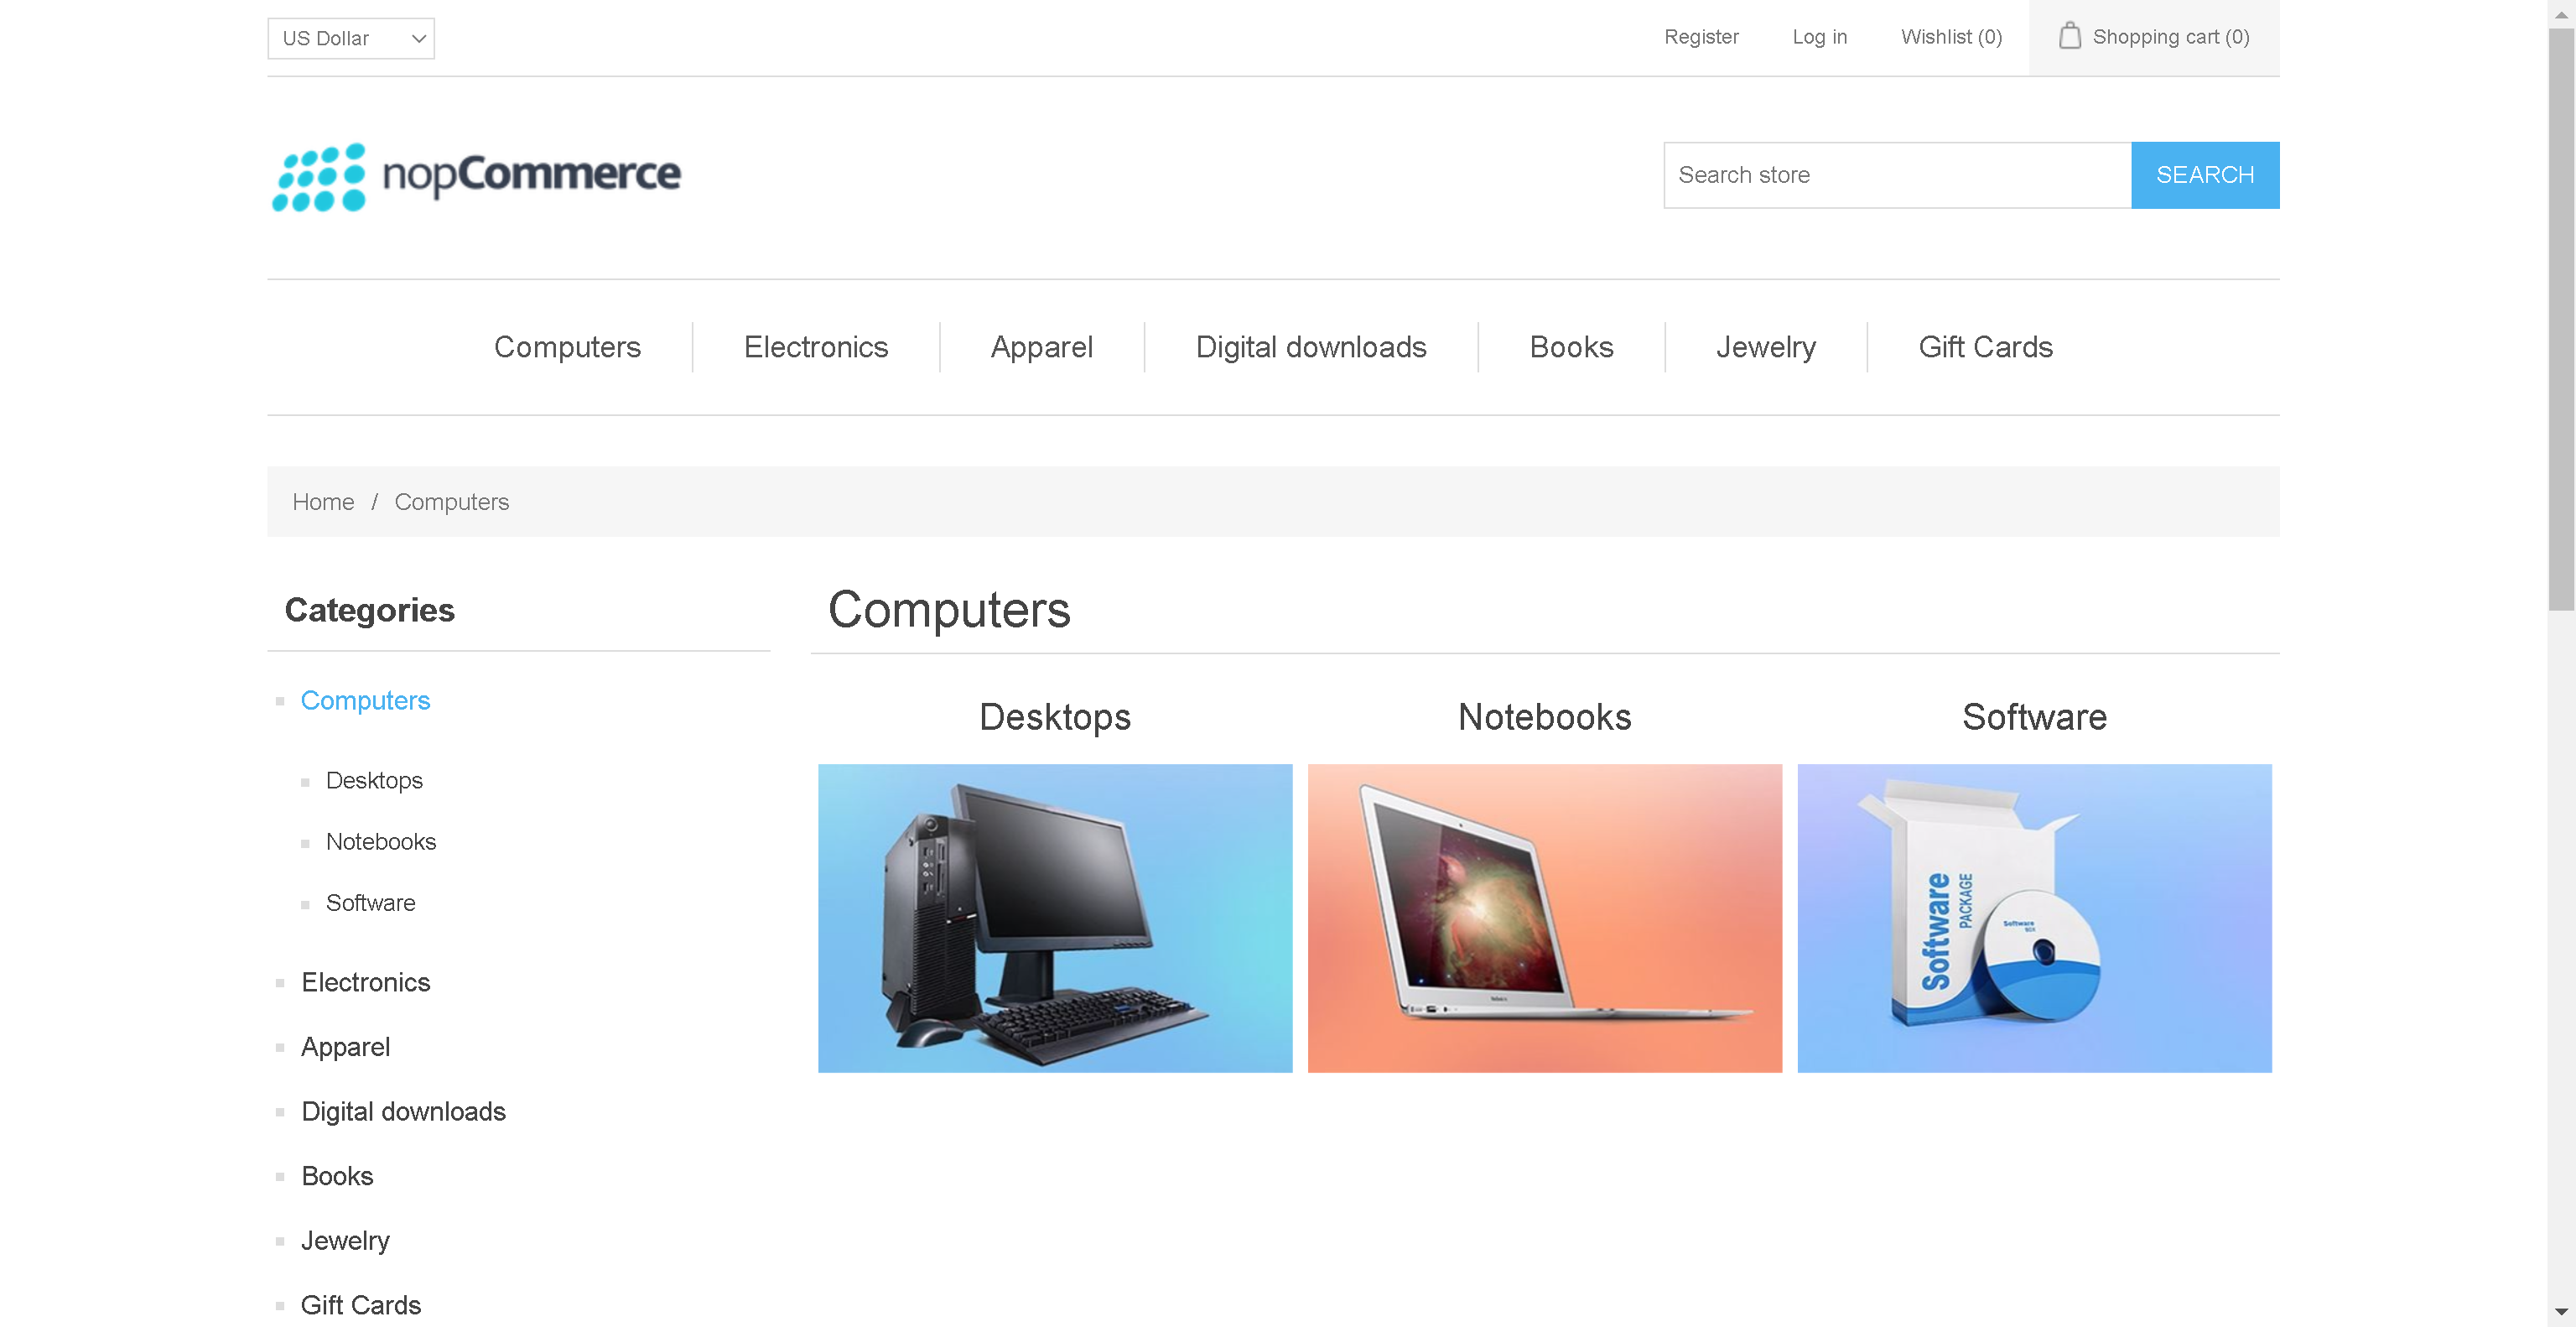 US Dollar
Register
Log in
Wishlist (0)
Shopping cart (0)
nopCommerce
Search store
SEARCH
Computers
Electronics
Apparel
Digital downloads
Books
Jewelry
Gift Cards
Home / Computers
Categories
Computers
Desktops
Notebooks
Software
Electronics
Apparel
Digital downloads
Books
Jewelry
Gift Cards
Computers
Desktops
Notebooks
Software
Software
PACKAGE
Software
BOX